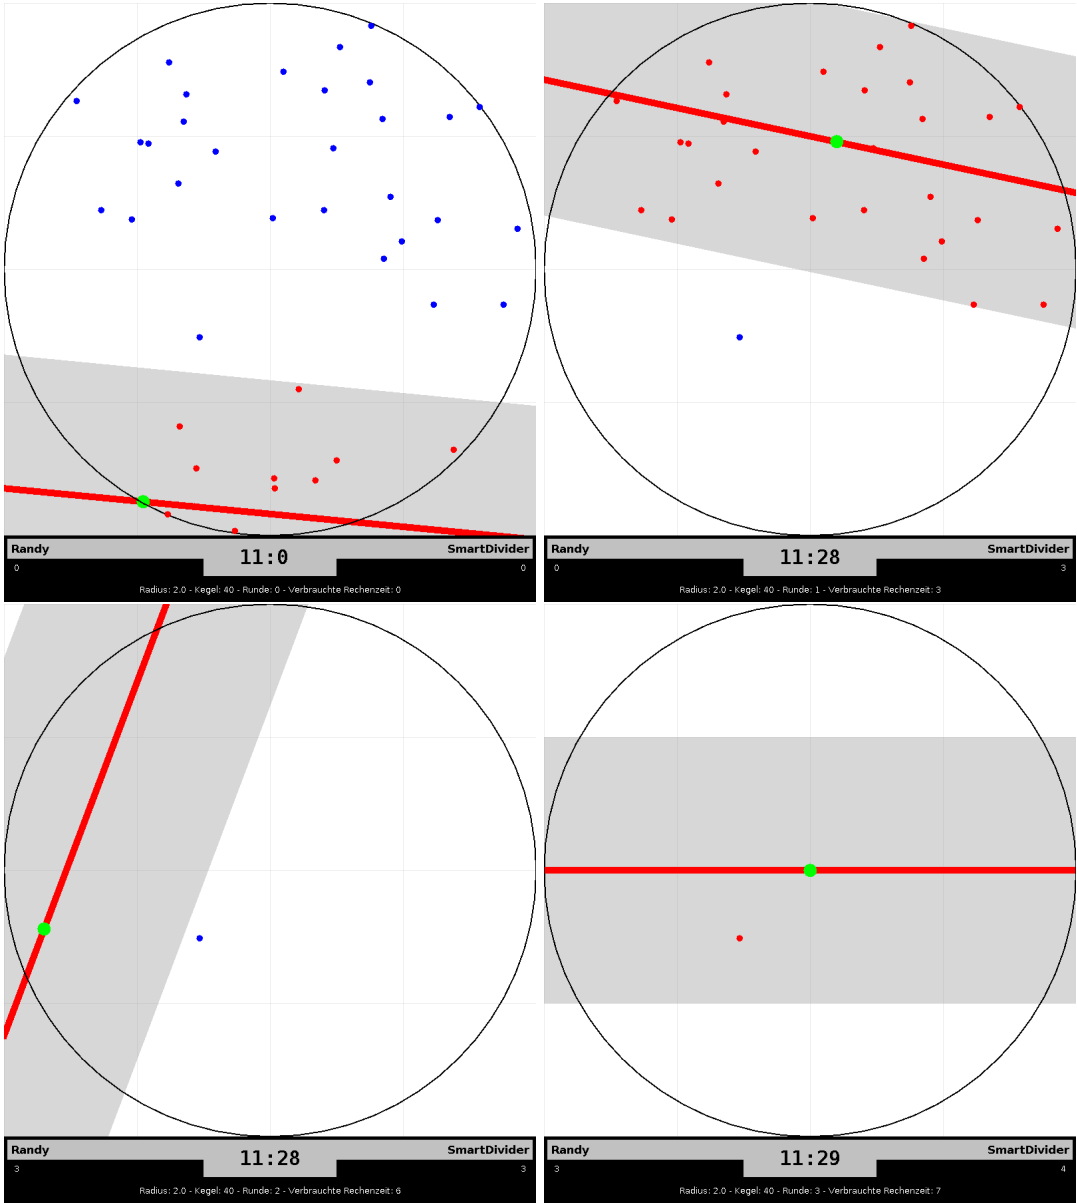 Randy 11:0 SmartDivider
0 0
Radius: 2.0 - Kegel: 40 - Runde: 0 - Verbrauchte Rechenzeit: 0
Randy 11:28 SmartDivider
0 3
Radius: 2.0 - Kegel: 40 - Runde: 1 - Verbrauchte Rechenzeit: 3
Randy 11:28 SmartDivider
3 3
Radius: 2.0 - Kegel: 40 - Runde: 2 - Verbrauchte Rechenzeit: 6
Randy 11:29 SmartDivider
3 4
Radius: 2.0 - Kegel: 40 - Runde: 3 - Verbrauchte Rechenzeit: 7